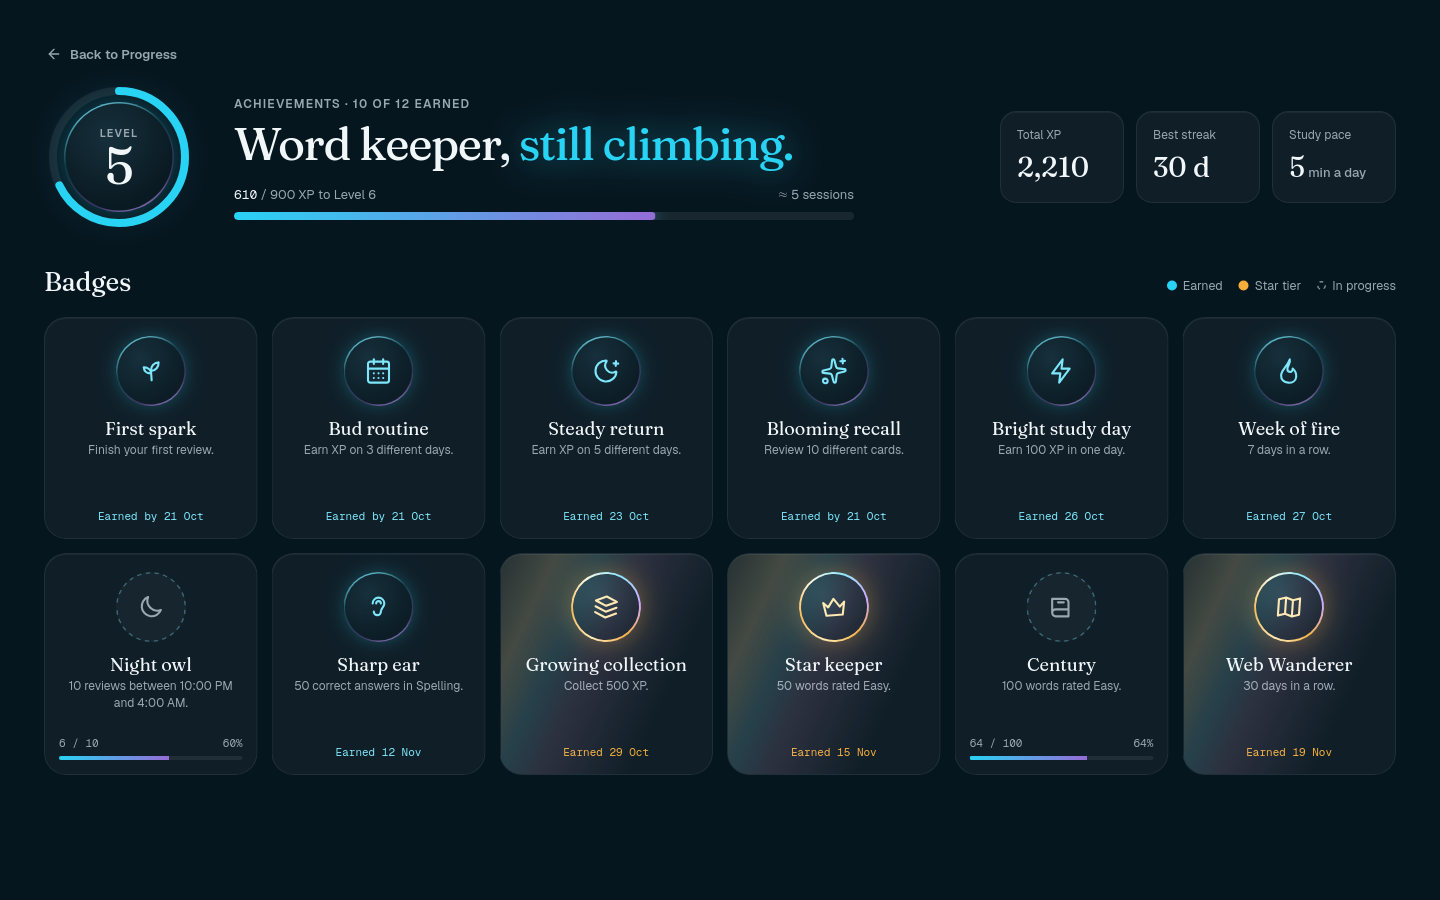 Back to Progress
LEVEL
5
ACHIEVEMENTS · 10 OF 12 EARNED
Word keeper, still climbing.
610 / 900 XP to Level 6
≈ 5 sessions
Total XP
2,210
Best streak
30 d
Study pace
5 min a day
Badges
Earned
Star tier
In progress
First spark
Finish your first review.
Earned by 21 Oct
Bud routine
Earn XP on 3 different days.
Earned by 21 Oct
Steady return
Earn XP on 5 different days.
Earned 23 Oct
Blooming recall
Review 10 different cards.
Earned by 21 Oct
Bright study day
Earn 100 XP in one day.
Earned 26 Oct
Week of fire
7 days in a row.
Earned 27 Oct
Night owl
10 reviews between 10:00 PM
and 4:00 AM.
6 / 10
60%
Sharp ear
50 correct answers in Spelling.
Earned 12 Nov
Growing collection
Collect 500 XP.
Earned 29 Oct
Star keeper
50 words rated Easy.
Earned 15 Nov
Century
100 words rated Easy.
64 / 100
64%
Web Wanderer
30 days in a row.
Earned 19 Nov